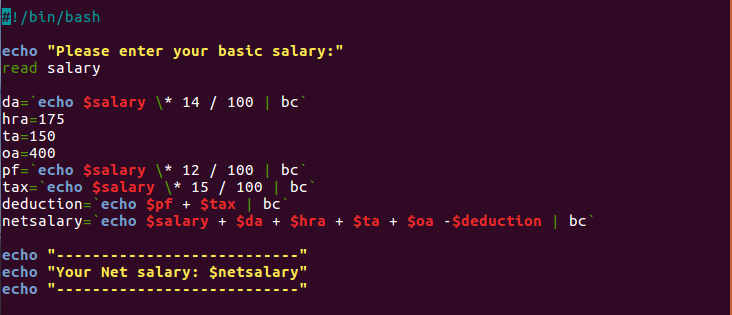 #!/bin/bash
echo "Please enter your basic salary:"
read salary
da=`echo $salary \* 14 / 100 | bc`
hra=175
ta=150
oa=400
pf=`echo $salary \* 12 / 100 | bc`
tax=`echo $salary \* 15 / 100 | bc`
deduction=`echo $pf + $tax | bc`
netsalary=`echo $salary + $da + $hra + $ta + $oa -$deduction | bc`
echo "---------------------------"
echo "Your Net salary: $netsalary"
echo "---------------------------"